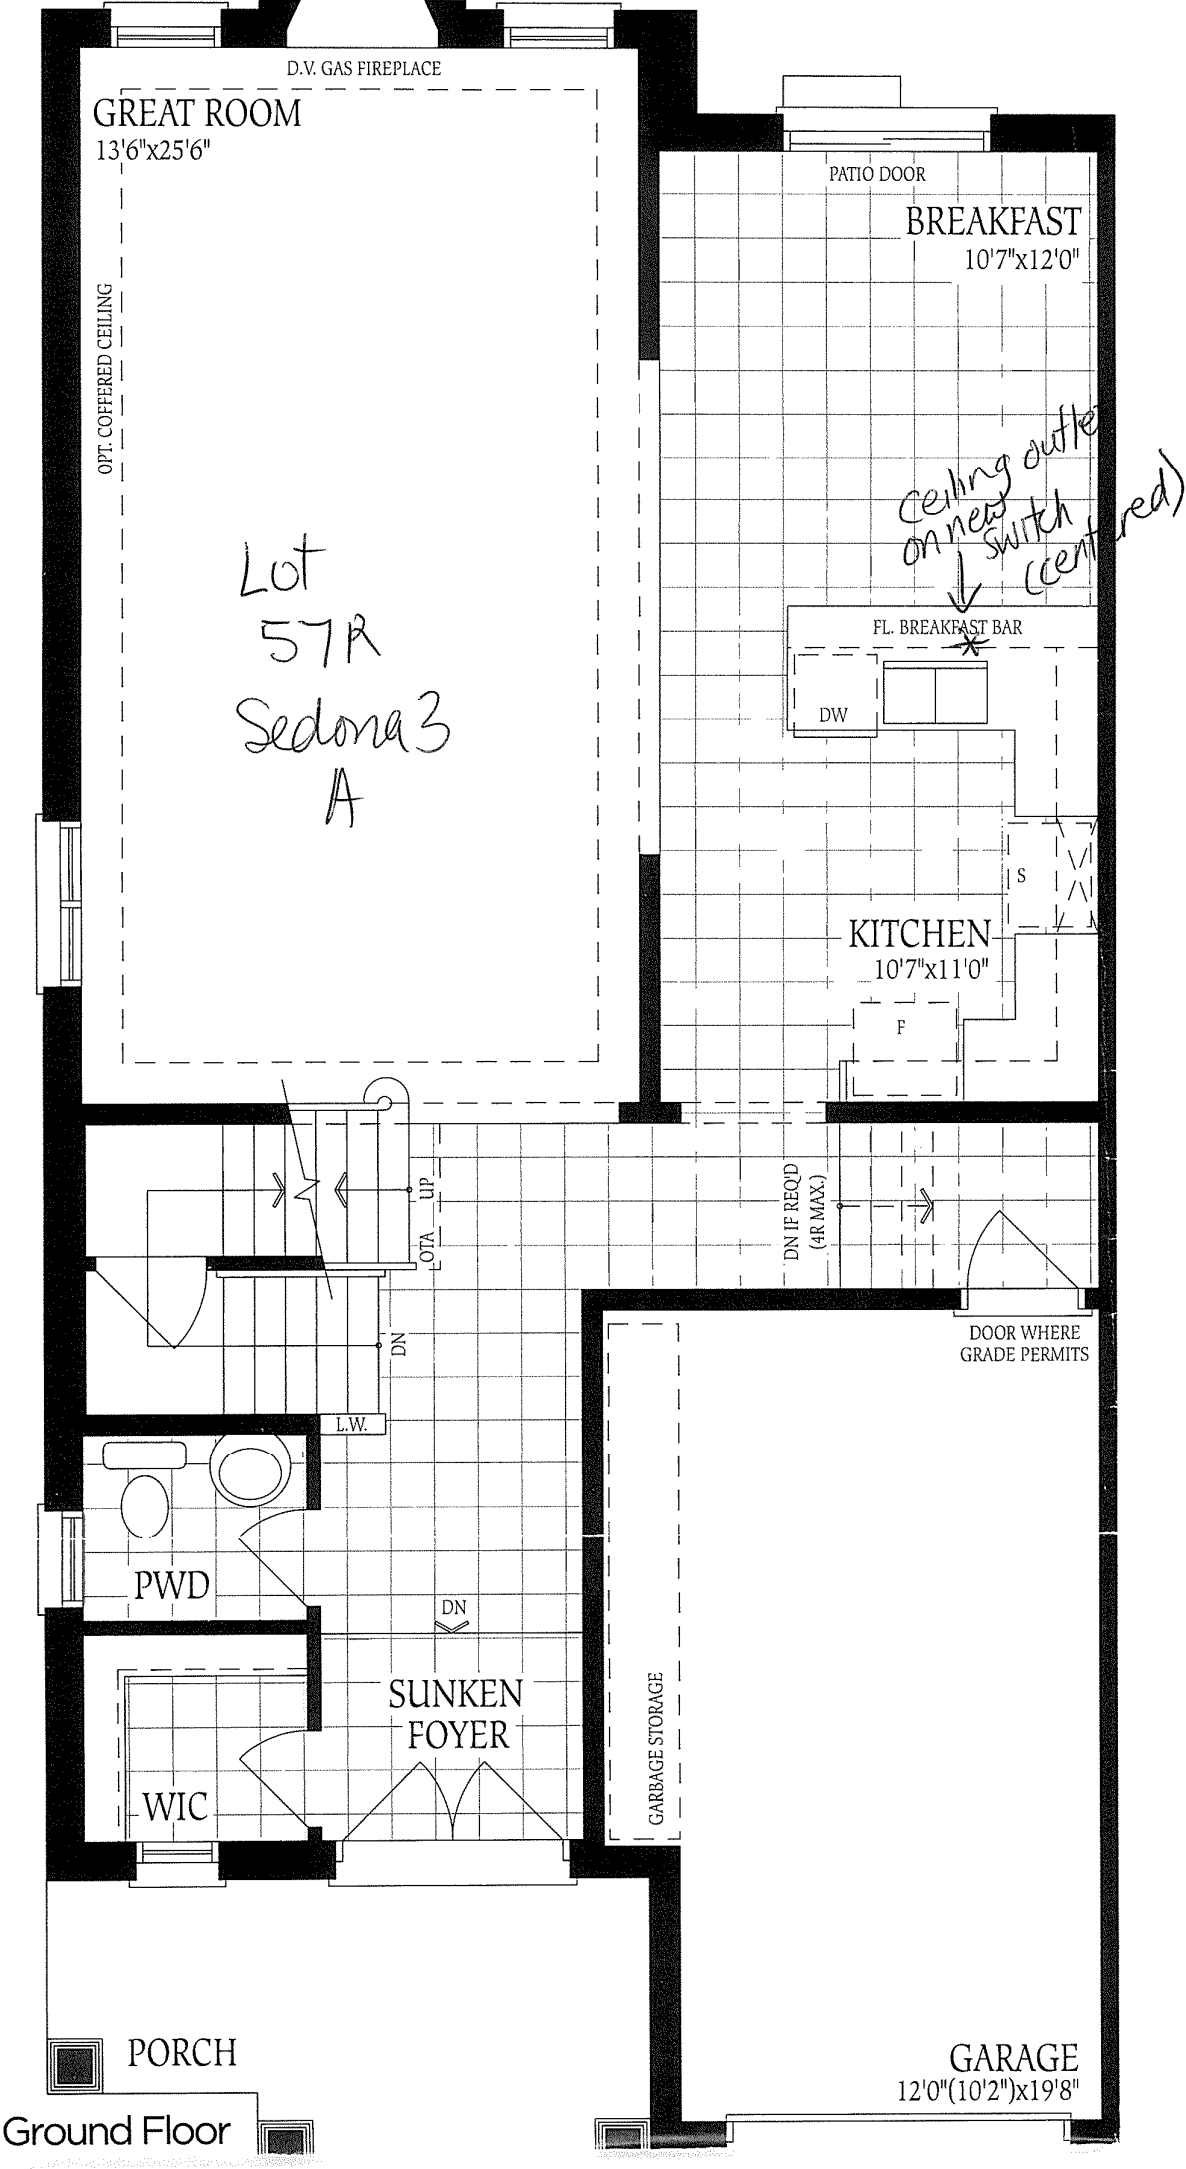 D.V. GAS FIREPLACE
GREAT ROOM
13'6"x25'6"
PATIO DOOR
BREAKFAST
10'7"x12'0"
OPT. COFFERED CEILING
ceiling outlet
on new
switch
(centered)
Lot
57R
Sedona 3
A
FL. BREAKFAST BAR
*
DW
S
KITCHEN
10'7"x11'0"
F
UP
OTA
DN IF REQ'D
(4R MAX.)
DN
DOOR WHERE
GRADE PERMITS
L.W.
PWD
DN
SUNKEN
FOYER
GARBAGE STORAGE
WIC
PORCH
GARAGE
12'0"(10'2")x19'8"
Ground Floor